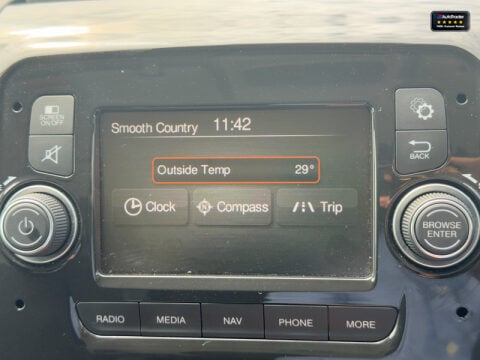 AutoTrader
SCREEN
ON/OFF
Smooth Country 11:42
Outside Temp 29°
Clock
N
Compass
Trip
BACK
BROWSE
ENTER
RADIO
MEDIA
NAV
PHONE
MORE